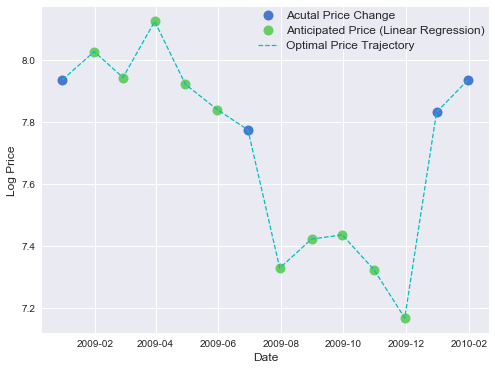 Acutal Price Change
Anticipated Price (Linear Regression)
Optimal Price Trajectory
8.0
7.8
7.6
7.4
7.2
Log Price
2009-02 2009-04 2009-06 2009-08 2009-10 2009-12 2010-02
Date